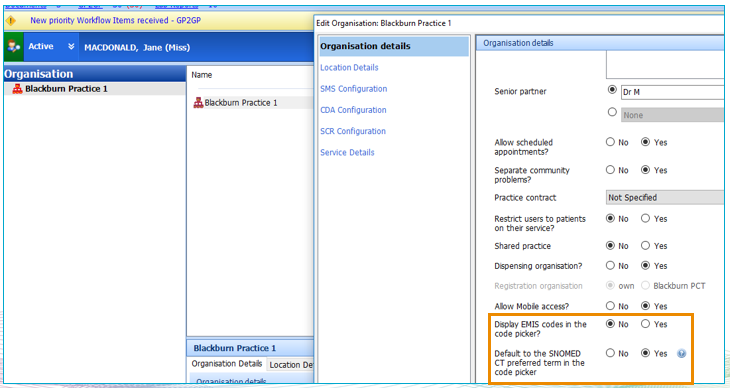 New priority Workflow Items received - GP2GP
Edit Organisation: Blackburn Practice 1
Active
MACDONALD, Jane (Miss)
Organisation
Blackburn Practice 1
Name
Blackburn Practice 1
Organisation details
Location Details
SMS Configuration
CDA Configuration
SCR Configuration
Service Details
Organisation details
Senior partner
Dr M
None
Allow scheduled
appointments?
No Yes
Separate community
problems?
No Yes
Practice contract
Not Specified
Restrict users to patients
on their service?
No Yes
Shared practice
No Yes
Dispensing organisation?
No Yes
Registration organisation
own Blackburn PCT
Allow Mobile access?
No Yes
Display EMIS codes in the
code picker?
No Yes
Default to the SNOMED
CT preferred term in the
code picker
No Yes
Blackburn Practice 1
Organisation Details
Location De
Organisation details